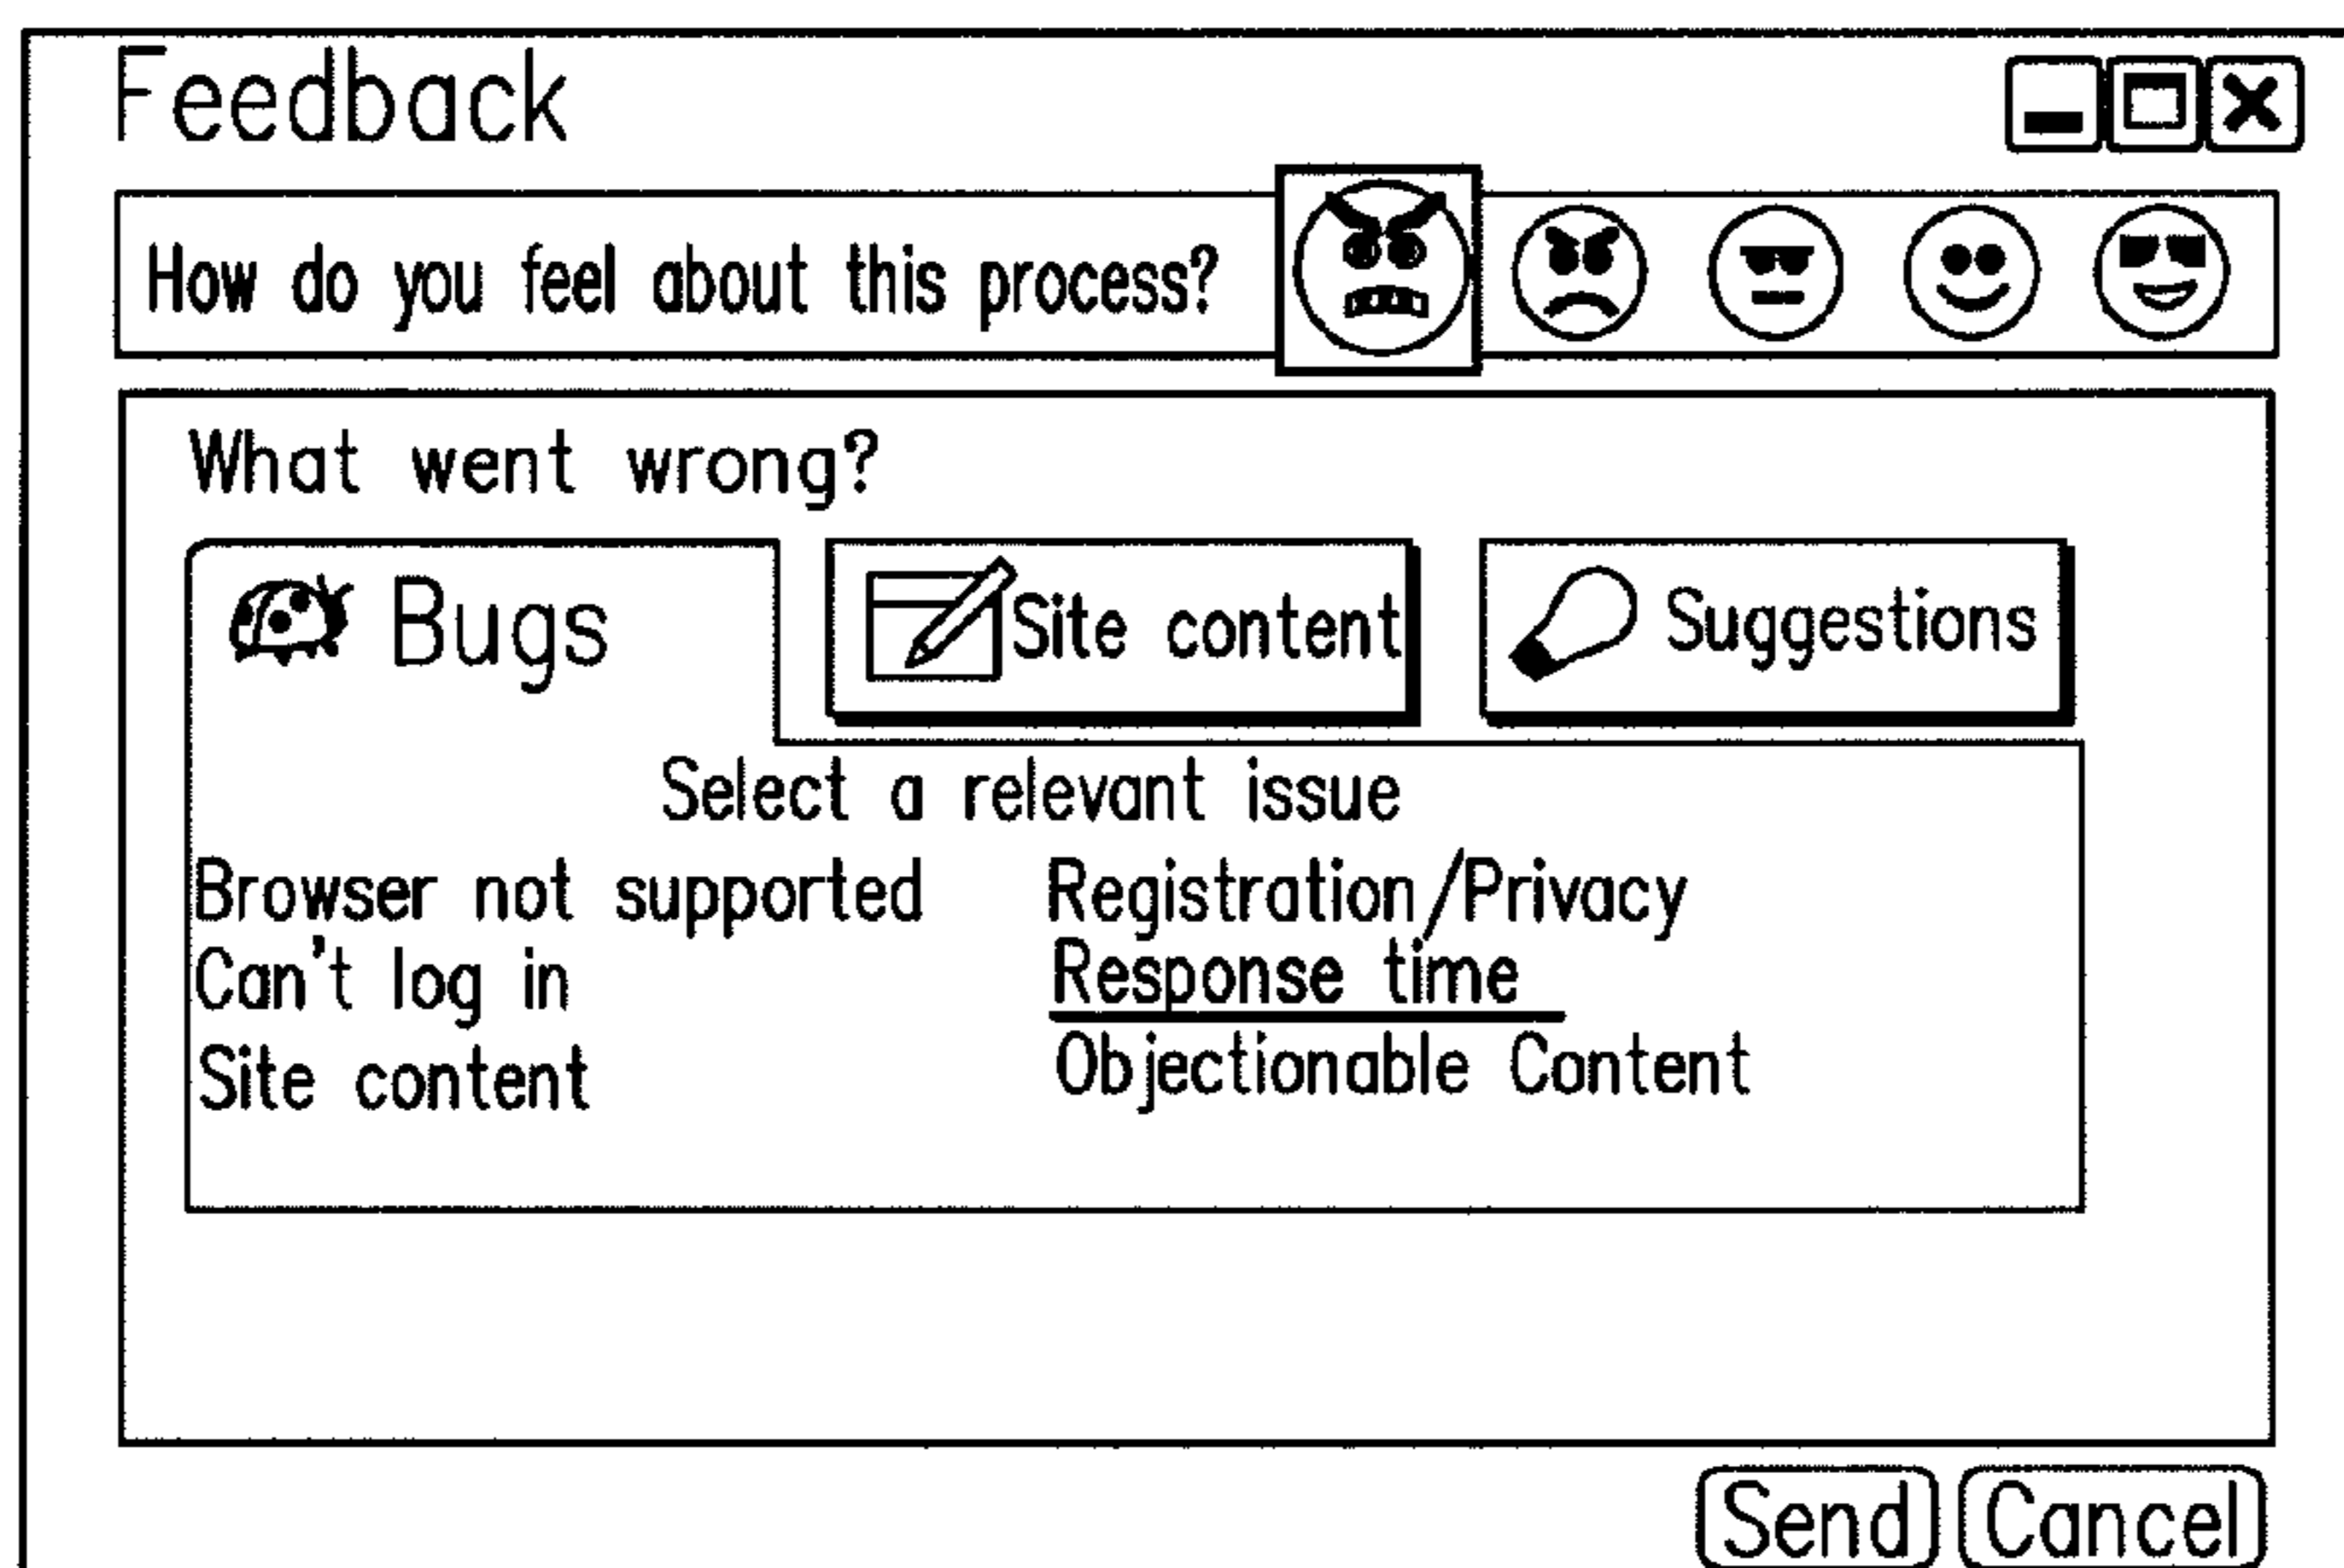 Feedback
How do you feel about this process?
What went wrong?
Bugs
Site content
Suggestions
Select a relevant issue
Browser not supported
Can't log in
Site content
Registration/Privacy
Response time
Objectionable Content
Send
Cancel